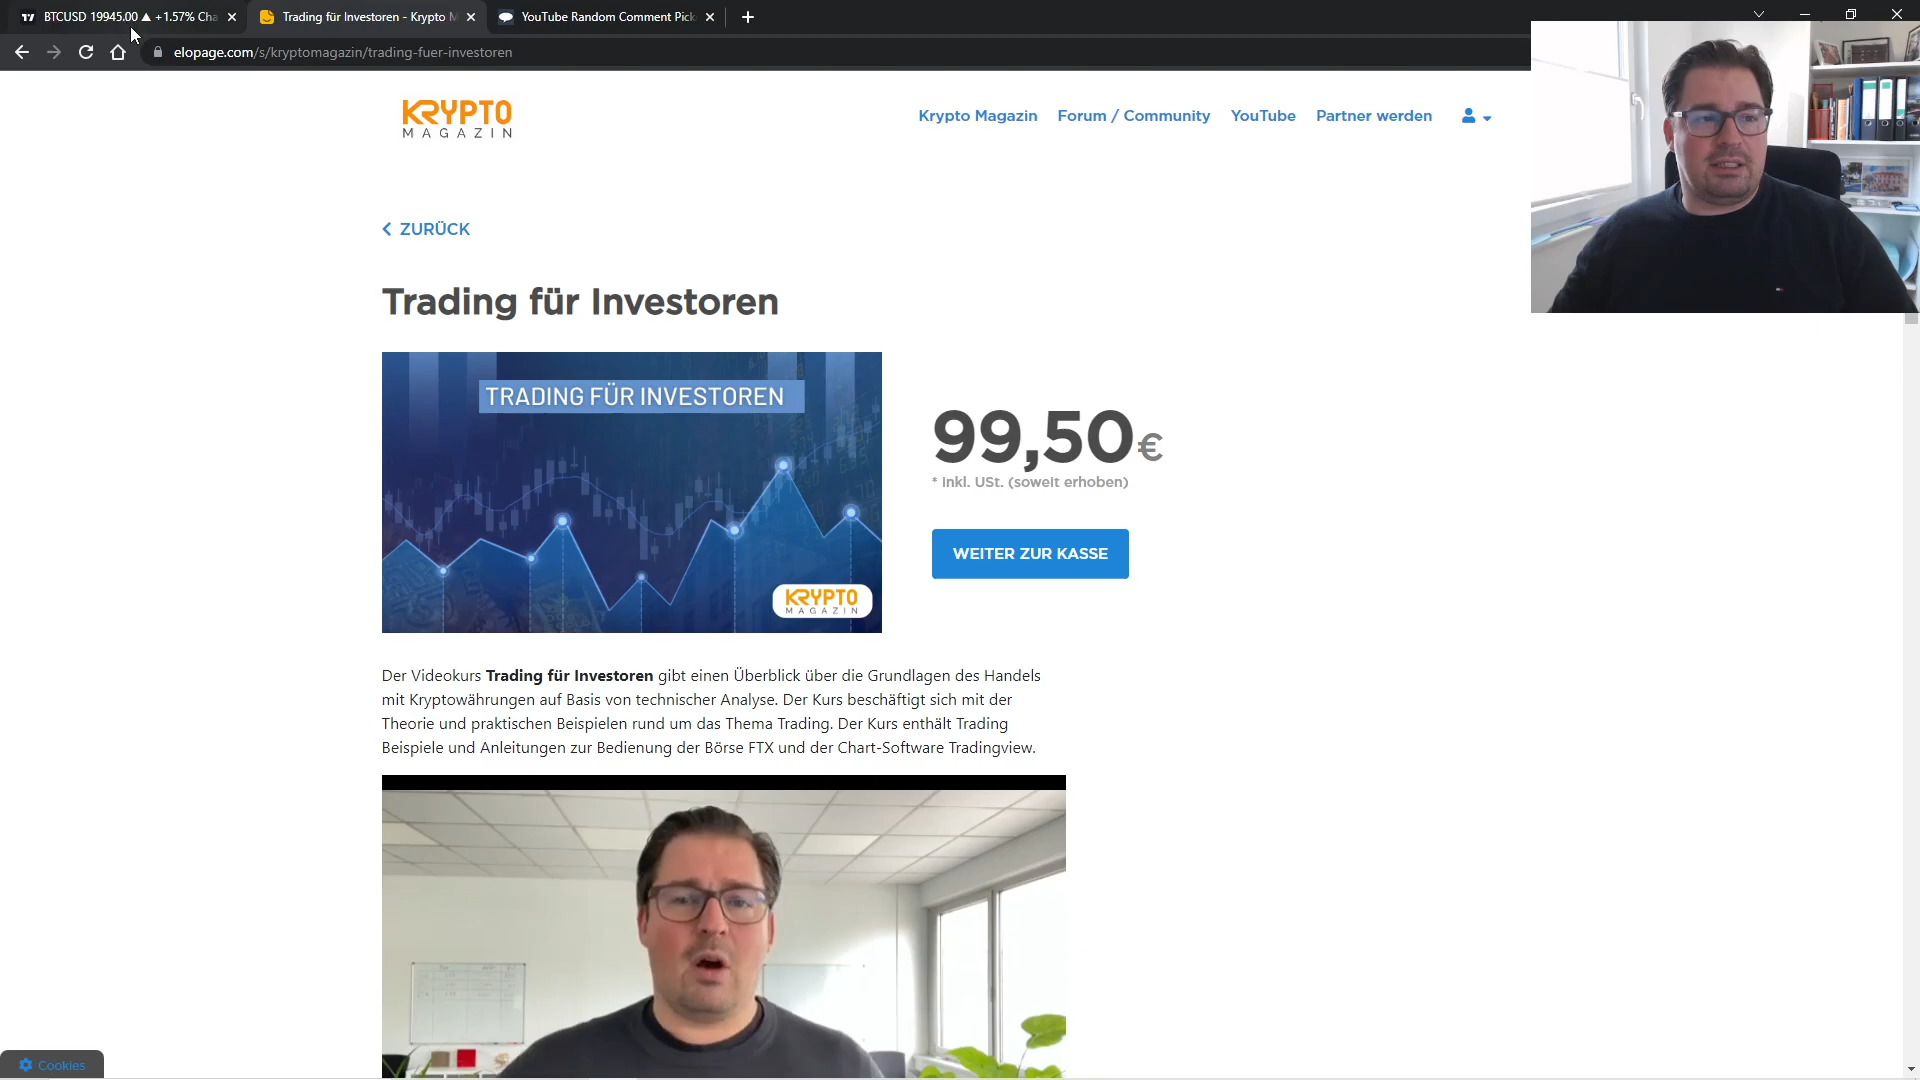 BTCUSD 19945.00 ▲ +1.57% Cha
Trading für Investoren - Krypto M
YouTube Random Comment Pick
elopage.com/s/kryptomagazin/trading-fuer-investoren
KRYPTO
MAGAZIN
Krypto Magazin
Forum / Community
YouTube
Partner werden
ZURÜCK
Trading für Investoren
TRADING FÜR INVESTOREN
KRYPTO
MAGAZIN
99,50€
* inkl. USt. (soweit erhoben)
WEITER ZUR KASSE
Der Videokurs Trading für Investoren gibt einen Überblick über die Grundlagen des Handels
mit Kryptowährungen auf Basis von technischer Analyse. Der Kurs beschäftigt sich mit der
Theorie und praktischen Beispielen rund um das Thema Trading. Der Kurs enthält Trading
Beispiele und Anleitungen zur Bedienung der Börse FTX und der Chart-Software Tradingview.
Cookies